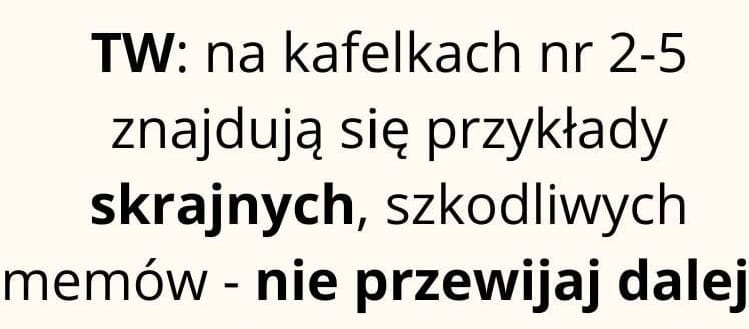 TW: na kafelkach nr 2-5
znajdują się przykłady
skrajnych, szkodliwych
memów - nie przewijaj dalej